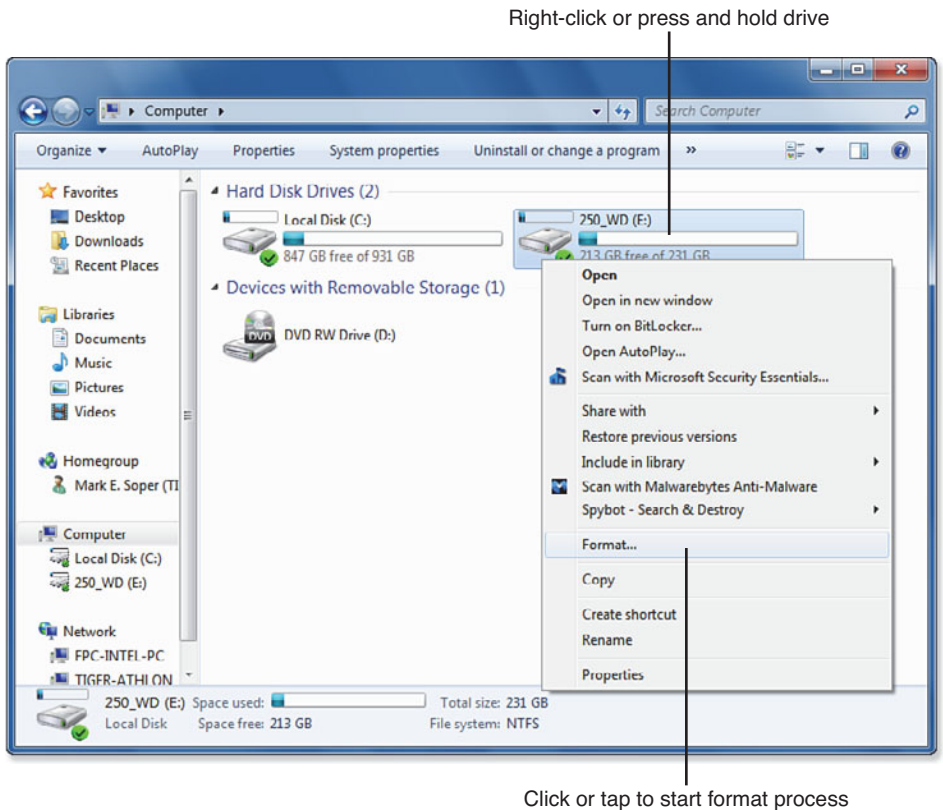 Right-click or press and hold drive
Computer
Search Computer
Organize AutoPlay Properties System properties Uninstall or change a program »
Favorites
Desktop
Downloads
Recent Places
Libraries
Documents
Music
Pictures
Videos
Homegroup
Mark E. Soper (TI
Computer
Local Disk (C:)
250_WD (E:)
Network
FPC-INTEL-PC
TIGER-ATHLON
Hard Disk Drives (2)
Local Disk (C:)
847 GB free of 931 GB
250_WD (E:)
213 GB free of 231 GB
Devices with Removable Storage (1)
DVD
DVD RW Drive (D:)
Open
Open in new window
Turn on BitLocker...
Open AutoPlay...
Scan with Microsoft Security Essentials...
Share with
Restore previous versions
Include in library
Scan with Malwarebytes Anti-Malware
Spybot - Search & Destroy
Format...
Copy
Create shortcut
Rename
Properties
250_WD (E:) Space used: Total size: 231 GB
Local Disk Space free: 213 GB File system: NTFS
Click or tap to start format process